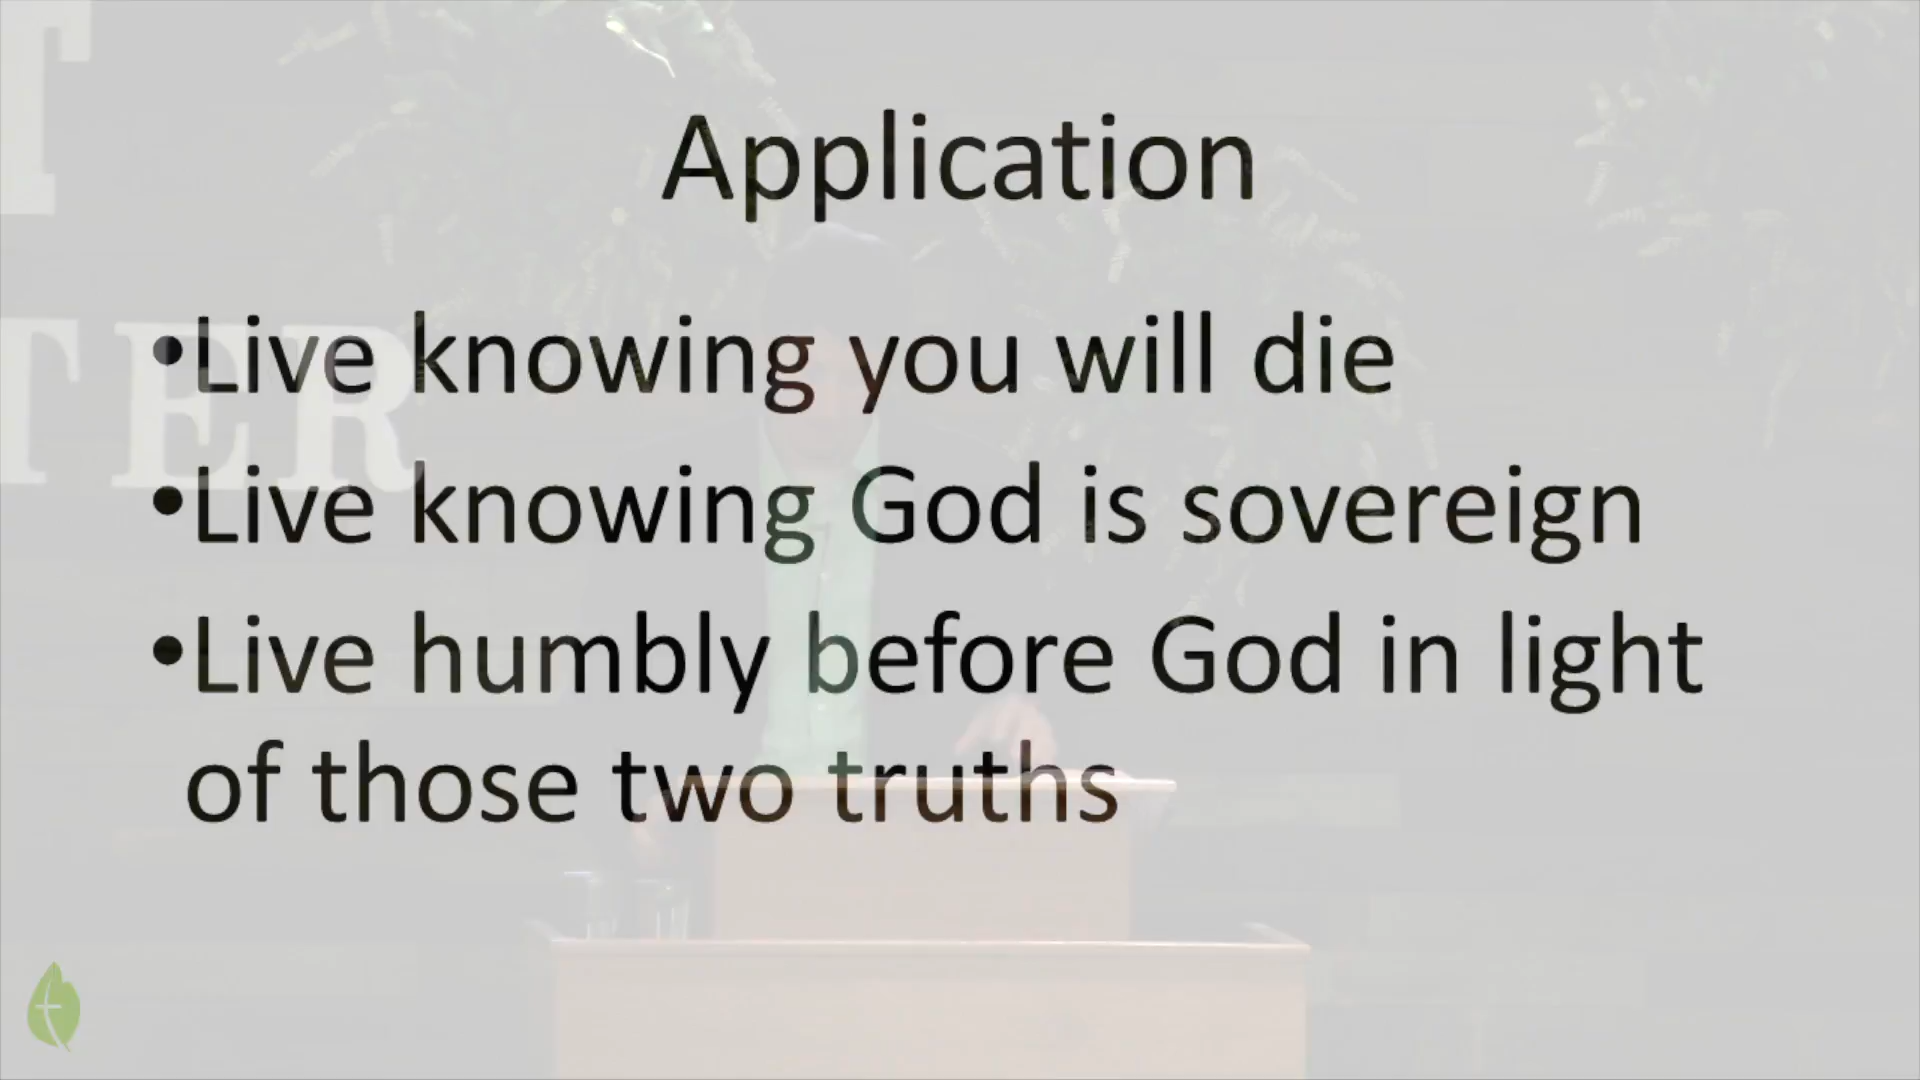 T
TER
Application
•Live knowing you will die
•Live knowing God is sovereign
•Live humbly before God in light
of those two truths